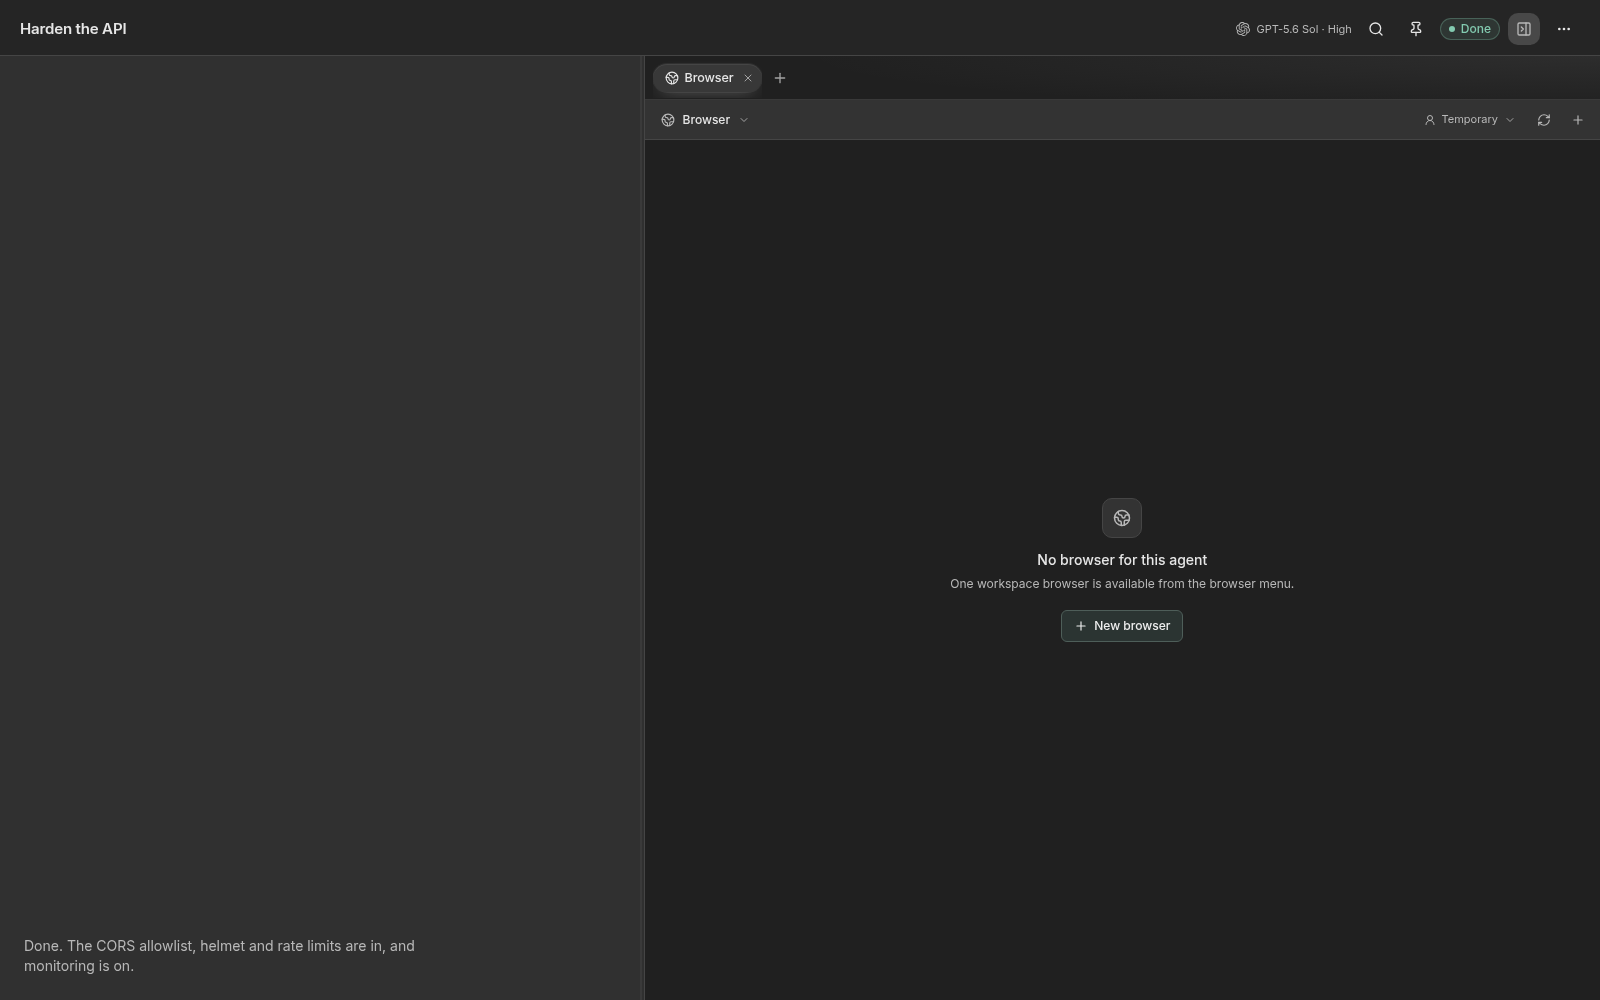 Harden the API
GPT-5.6 Sol · High
Done
Browser
Browser
Temporary
No browser for this agent
One workspace browser is available from the browser menu.
New browser
Done. The CORS allowlist, helmet and rate limits are in, and
monitoring is on.